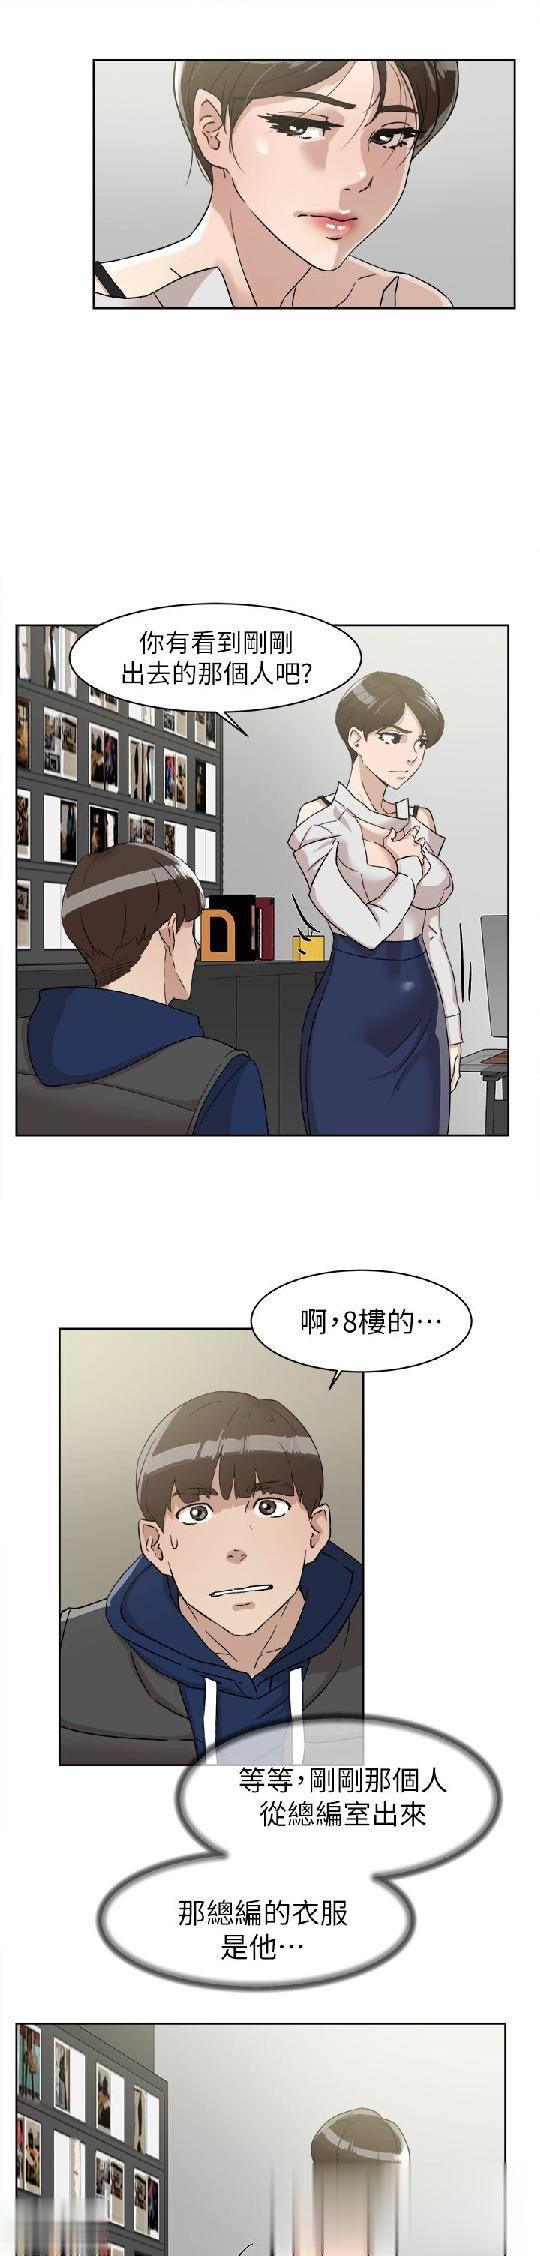 你有看到剛剛
出去的那個人吧?
啊,8樓的…
等等,剛剛那個人
從總編室出來
那總編的衣服
是他…